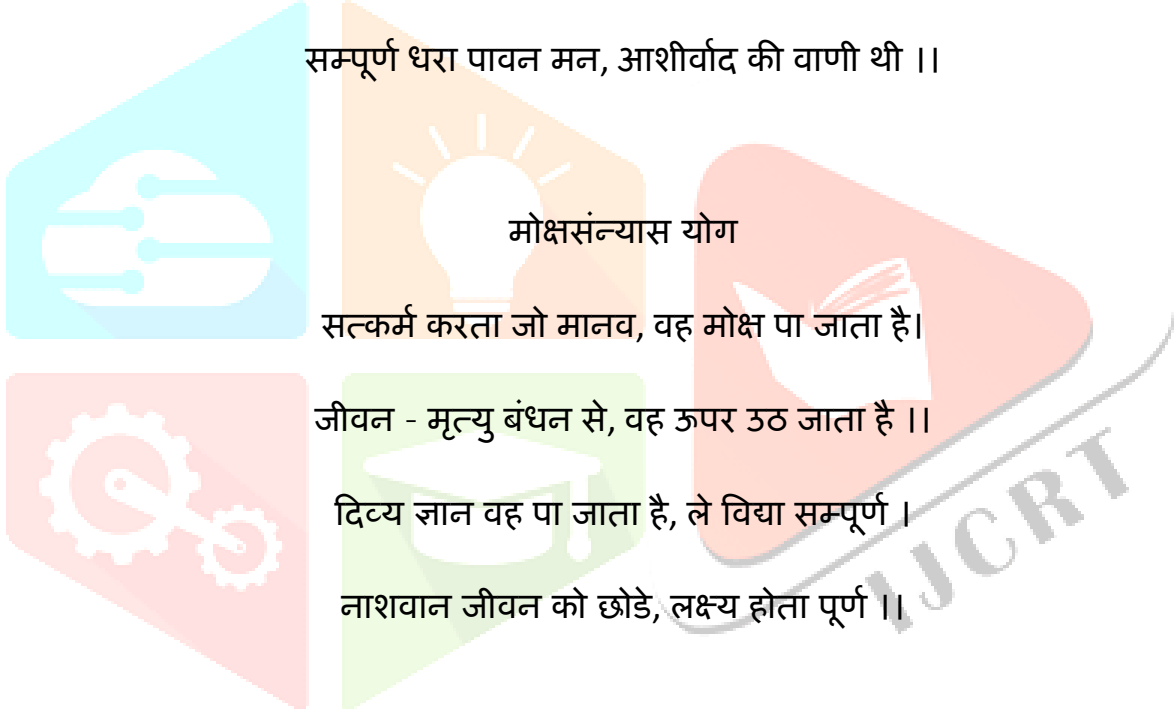 सम्पूर्ण धरा पावन मन, आशीर्वाद की वाणी थी ।।
मोक्षसंन्यास योग
सत्कर्म करता जो मानव, वह मोक्ष पा जाता है।
जीवन - मृत्यु बंधन से, वह ऊपर उठ जाता है ।।
दिव्य ज्ञान वह पा जाता है, ले विद्या सम्पूर्ण ।
नाशवान जीवन को छोडे, लक्ष्य होता पूर्ण ।।
IJCRT